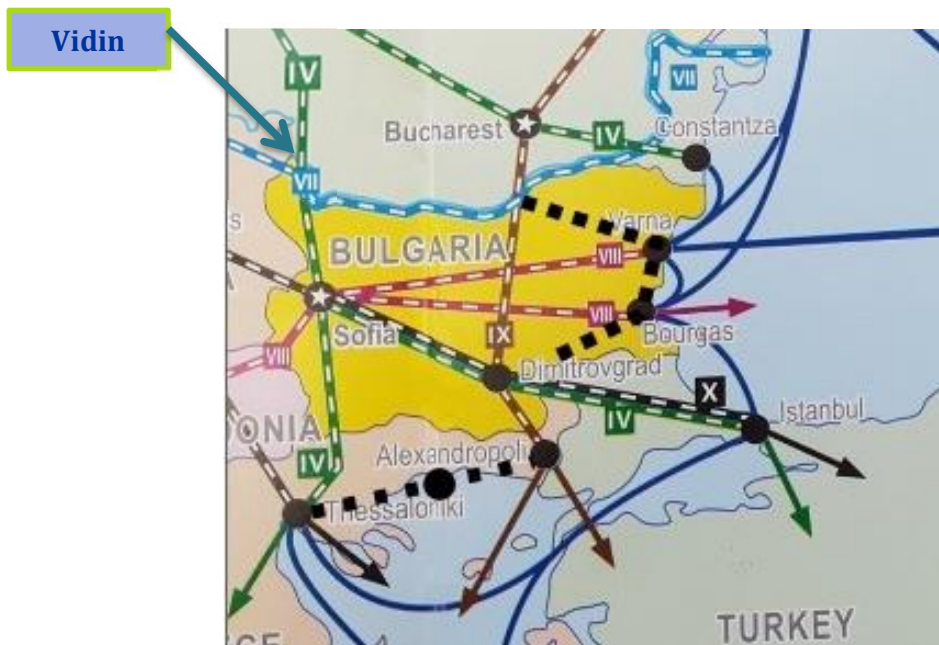 Vidin
IV
VII
Bucharest
IV
Constantza
VII
BULGARIA
VIII
Varna
VIII
Sofia
IX
Bourgas
Dimitrovgrad
VIII
X
IV
Istanbul
DONIA
IV
Alexandropoli
Thessaloniki
TURKEY